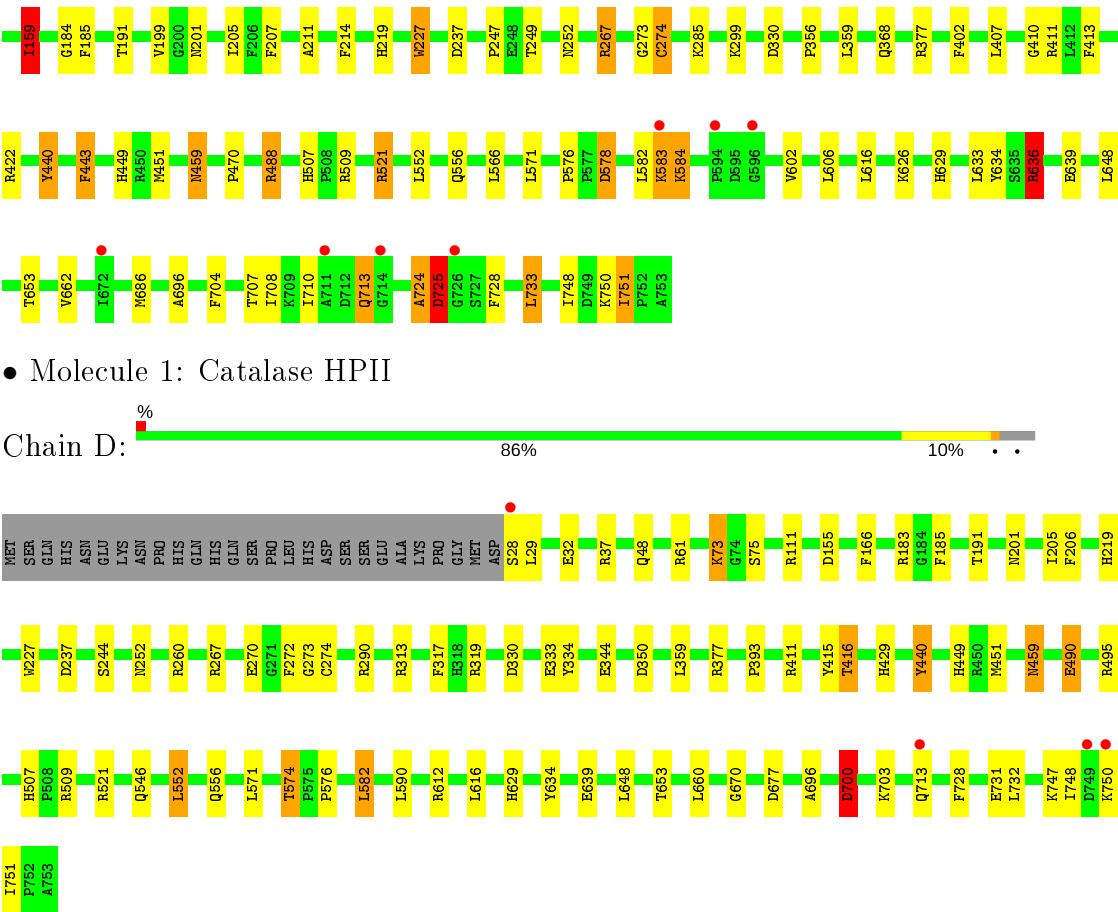 I159 G184 F185 T191 V199 G200 N201 I205 F206 F207 A211 F214 H219 W227 D237 P247 E248 T249 N252 R267 G273 C274 K285 K299 D330 P356 L359 Q368 R377 F402 L407 G410 R411 L412 F413
R422 Y440 F443 H449 R450 M451 N459 P470 R488 H507 P508 R509 R521 L552 Q556 L566 L571 P576 P577 D578 L582 K583 K584 P594 D595 G596 V602 L606 L616 K626 H629 L633 Y634 S635 R636 E639 L648
T653 V662 I672 M686 A696 F704 T707 I708 K709 I710 A711 D712 Q713 G714 A724 D725 G726 S727 F728 L733 I748 D749 K750 I751 P752 A753
• Molecule 1: Catalase HPII
%
Chain D:
86% 10% • •
MET SER GLN HIS ASN GLU LYS ASN PRO HIS GLN HIS GLN SER PRO LEU HIS ASP SER SER GLU ALA LYS PRO GLY MET ASP S28 L29 E32 R37 Q48 R61 K73 G74 S75 R111 D155 F166 R183 G184 F185 T191 N201 I205 F206 H219
W227 D237 S244 N252 R260 R267 E270 G271 F272 G273 C274 R290 R313 F317 H318 R319 D330 E333 Y334 E344 D350 L359 R377 P393 R411 Y415 T416 H429 Y440 H449 R450 M451 N459 E490 R495
H507 P508 R509 R521 Q546 L552 Q556 L571 T574 P575 P576 L582 L590 R612 L616 H629 Y634 E639 L648 T653 L660 G670 D677 A696 D700 K703 Q713 F728 E731 L732 K747 I748 D749 K750
I751 P752 A753